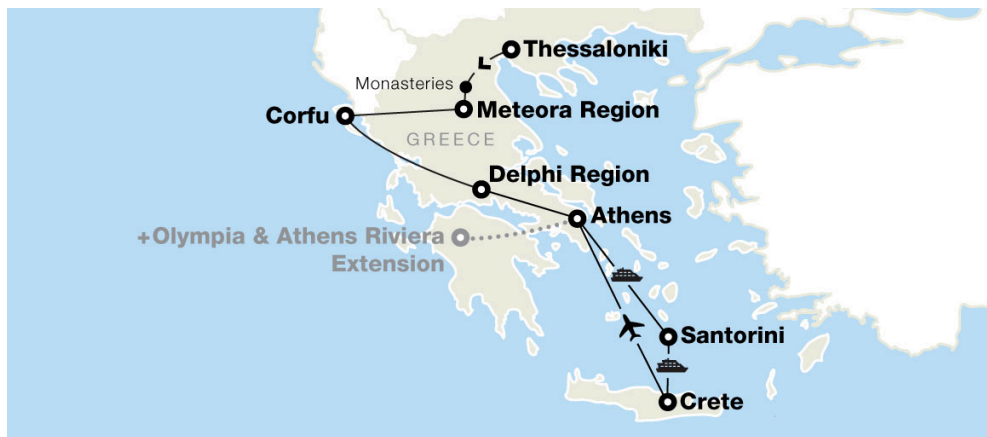 Thessaloniki
Monasteries
Meteora Region
Corfu
GREECE
Delphi Region
Athens
+Olympia & Athens Riviera
Extension
Santorini
Crete